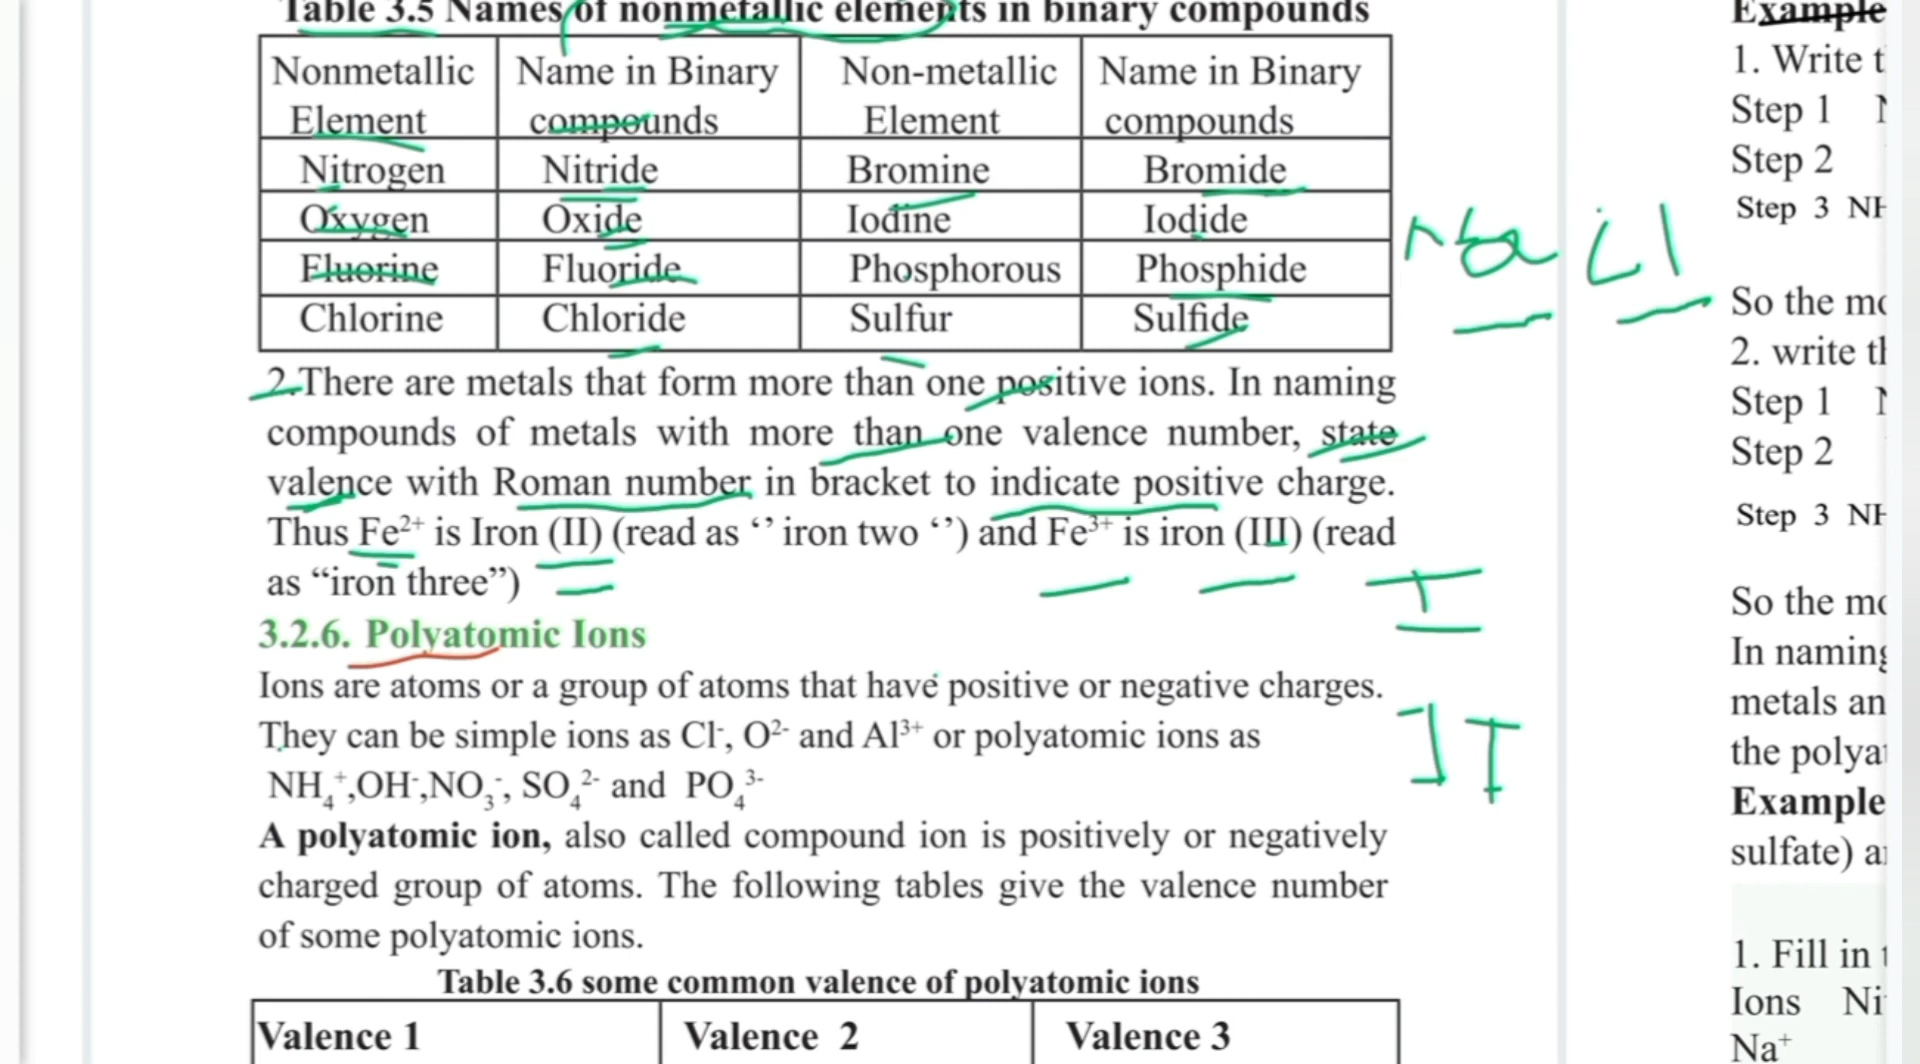 Table 3.5 Names of nonmetallic elements in binary compounds
Nonmetallic Element | Name in Binary compounds | Non-metallic Element | Name in Binary compounds
Nitrogen | Nitride | Bromine | Bromide
Oxygen | Oxide | Iodine | Iodide
Fluorine | Fluoride | Phosphorous | Phosphide
Chlorine | Chloride | Sulfur | Sulfide
Na Cl
2.There are metals that form more than one positive ions. In naming
compounds of metals with more than one valence number, state
valence with Roman number in bracket to indicate positive charge.
Thus Fe²⁺ is Iron (II) (read as ‘’ iron two ‘’) and Fe³⁺ is iron (III) (read
as “iron three”)
I
3.2.6. Polyatomic Ions
Ions are atoms or a group of atoms that have positive or negative charges.
They can be simple ions as Cl⁻, O²⁻ and Al³⁺ or polyatomic ions as
II
NH₄⁺,OH⁻,NO₃⁻, SO₄²⁻ and PO₄³⁻
A polyatomic ion, also called compound ion is positively or negatively
charged group of atoms. The following tables give the valence number
of some polyatomic ions.
Table 3.6 some common valence of polyatomic ions
Valence 1 | Valence 2 | Valence 3
Example
1. Write
Step 1
Step 2
Step 3
So the
2. write
Step 1
Step 2
Step 3
So the
In naming
metals
the
Example
sulfate)
1. Fill in
Ions
Na⁺